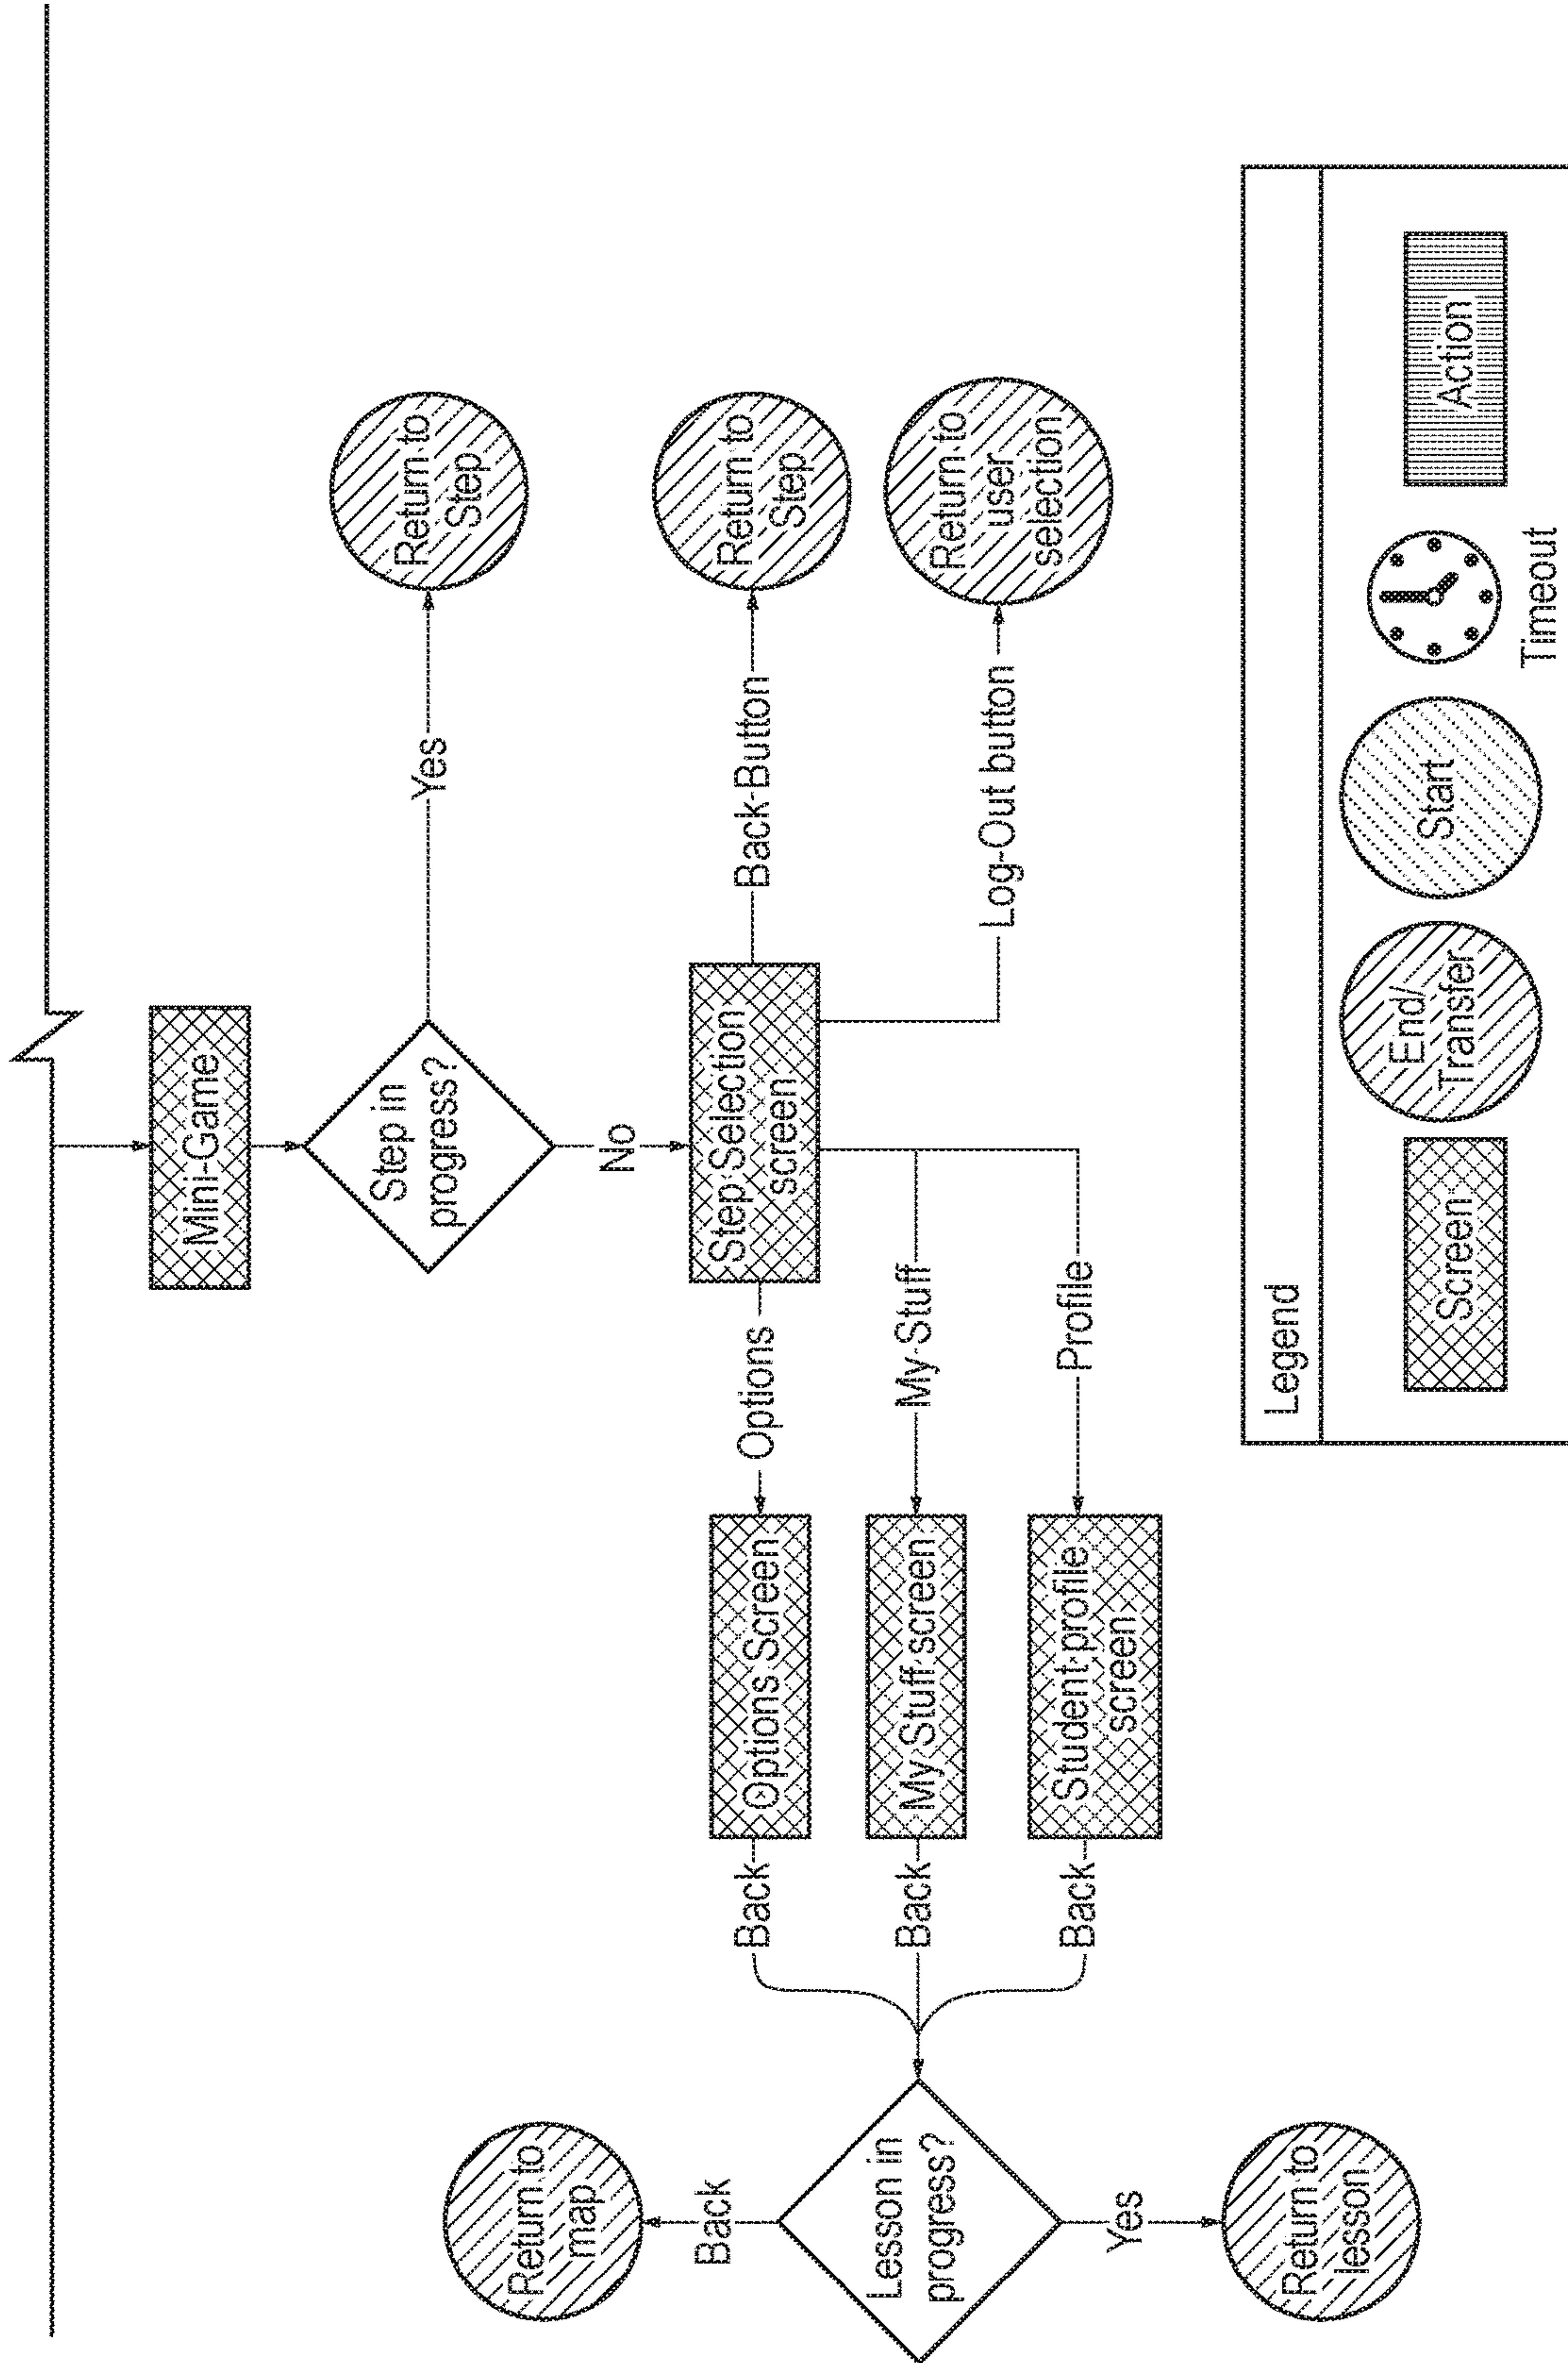 Mini-Game
Step in
progress?
Yes
Return to
Step
No
Step Selection
screen
Back-Button
Return to
Step
Log-Out button
Return to
user
selection
Options
Options Screen
My Stuff
My Stuff screen
Profile
Student profile
screen
Back
Back
Back
Lesson in
progress?
Back
Return to
map
Yes
Return to
lesson
Legend
Screen
End/
Transfer
Start
Timeout
Action